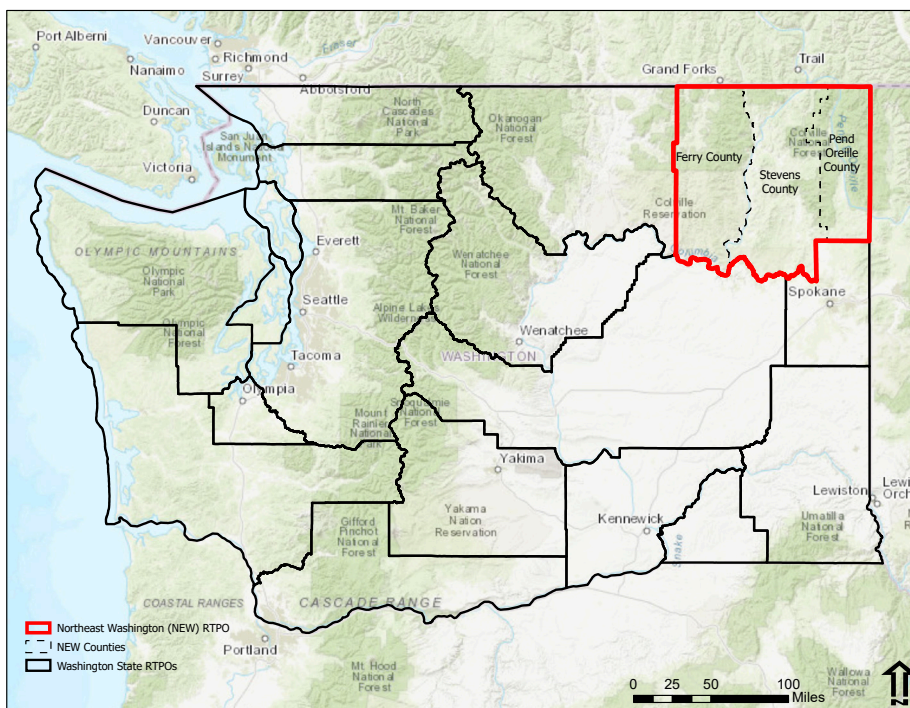 Port Alberni
Vancouver
Richmond
Nanaimo
Surrey
Abbotsford
Fraser
Grand Forks
Trail
Duncan
San Juan
Islands National
Monument
Victoria
North
Cascades
National
Park
Okanogan
National
Forest
Ferry County
Stevens
County
Pend
Oreille
County
Colville
National
Forest
Colville
Reservation
Mt Baker
National
Forest
OLYMPIC MOUNTAINS
Olympic
National
Park
Everett
Wenatchee
National
Forest
Seattle
Olympic
National
Forest
Alpine Lakes
Wilderness
Spokane
Wenatchee
WASHINGTON
Tacoma
Olympia
Snoqualmie
National
Forest
Mount
Rainier
National
Park
Yakima
Lewiston
Gifford
Pinchot
National
Forest
Yakama
Nation
Reservation
Kennewick
Snake
Umatilla
National
Forest
COASTAL RANGES
CASCADE RANGE
Portland
Mt Hood
National
Forest
Wallowa
National
Forest
Northeast Washington (NEW) RTPO
NEW Counties
Washington State RTPOs
0 25 50 100
Miles
N